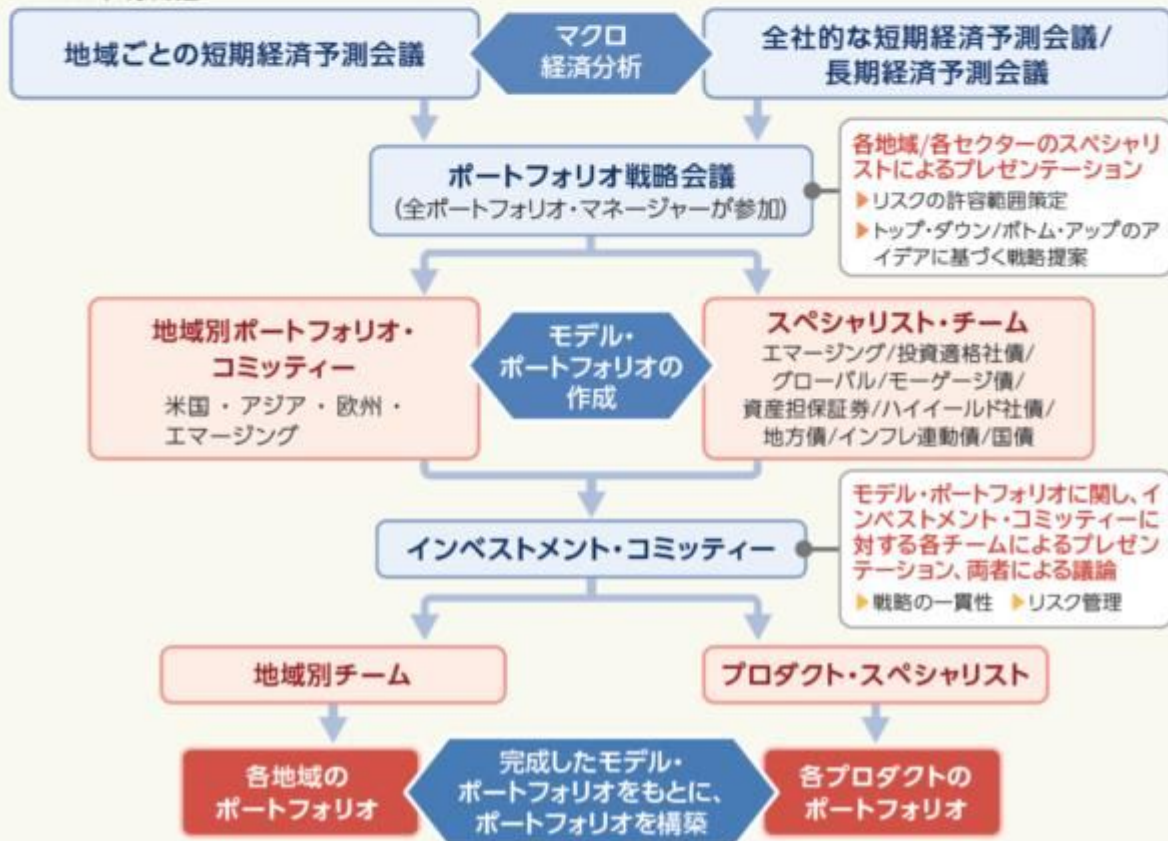 地域ごとの短期経済予測会議
マクロ
経済分析
全社的な短期経済予測会議/
長期経済予測会議
ポートフォリオ戦略会議
(全ポートフォリオ・マネージャーが参加)
各地域/各セクターのスペシャリ
ストによるプレゼンテーション
▶リスクの許容範囲策定
▶トップ・ダウン/ボトム・アップのア
イデアに基づく戦略提案
地域別ポートフォリオ・
コミッティー
米国・アジア・欧州・
エマージング
モデル・
ポートフォリオの
作成
スペシャリスト・チーム
エマージング/投資適格社債/
グローバル/モーゲージ債/
資産担保証券/ハイイールド社債/
地方債/インフレ連動債/国債
インベストメント・コミッティー
モデル・ポートフォリオに関し、イ
ンベストメント・コミッティーに
対する各チームによるプレゼン
テーション、両者による議論
▶戦略の一貫性 ▶リスク管理
地域別チーム
プロダクト・スペシャリスト
各地域の
ポートフォリオ
完成したモデル・
ポートフォリオをもとに、
ポートフォリオを構築
各プロダクトの
ポートフォリオ